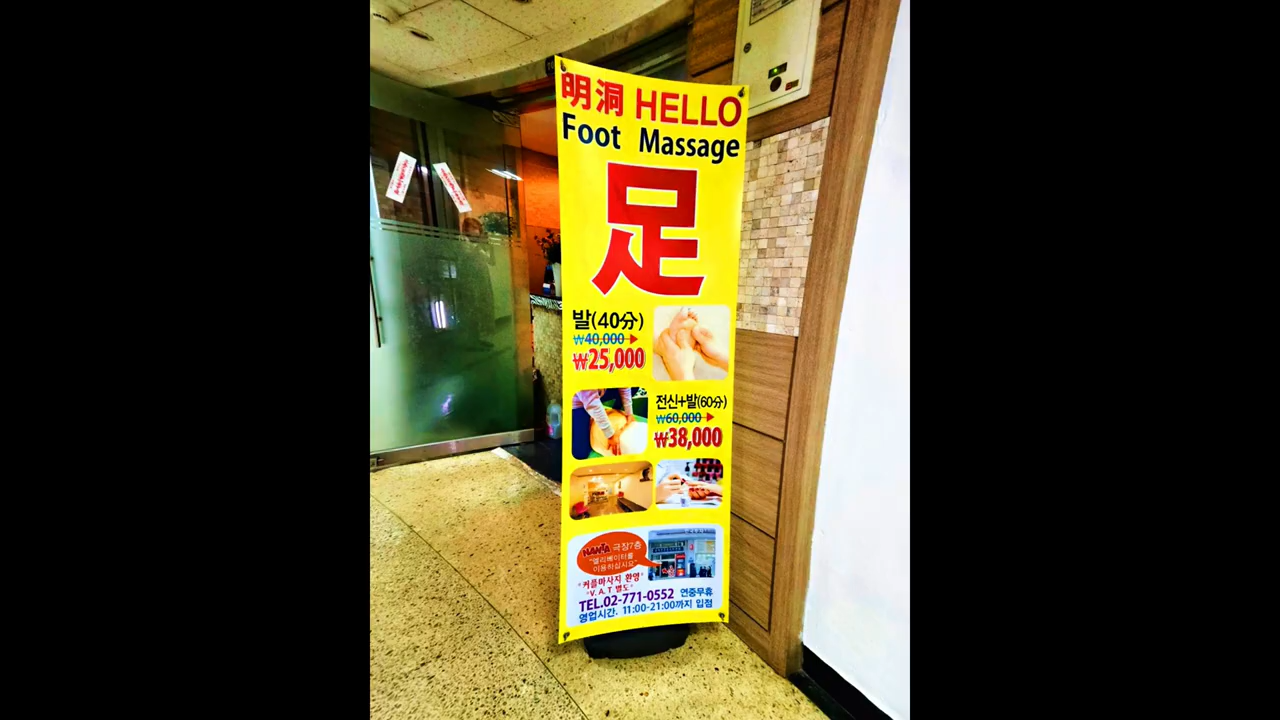 明洞 HELLO
Foot Massage
足
발(40分)
₩40,000
₩25,000
전신+발(60分)
₩60,000
₩38,000
NANTA 극장7층
"엘리베이터를
이용하십시요"
*커플마사지 환영*
*V.A.T 별도*
TEL.02-771-0552 연중무휴
영업시간. 11:00-21:00까지 입점